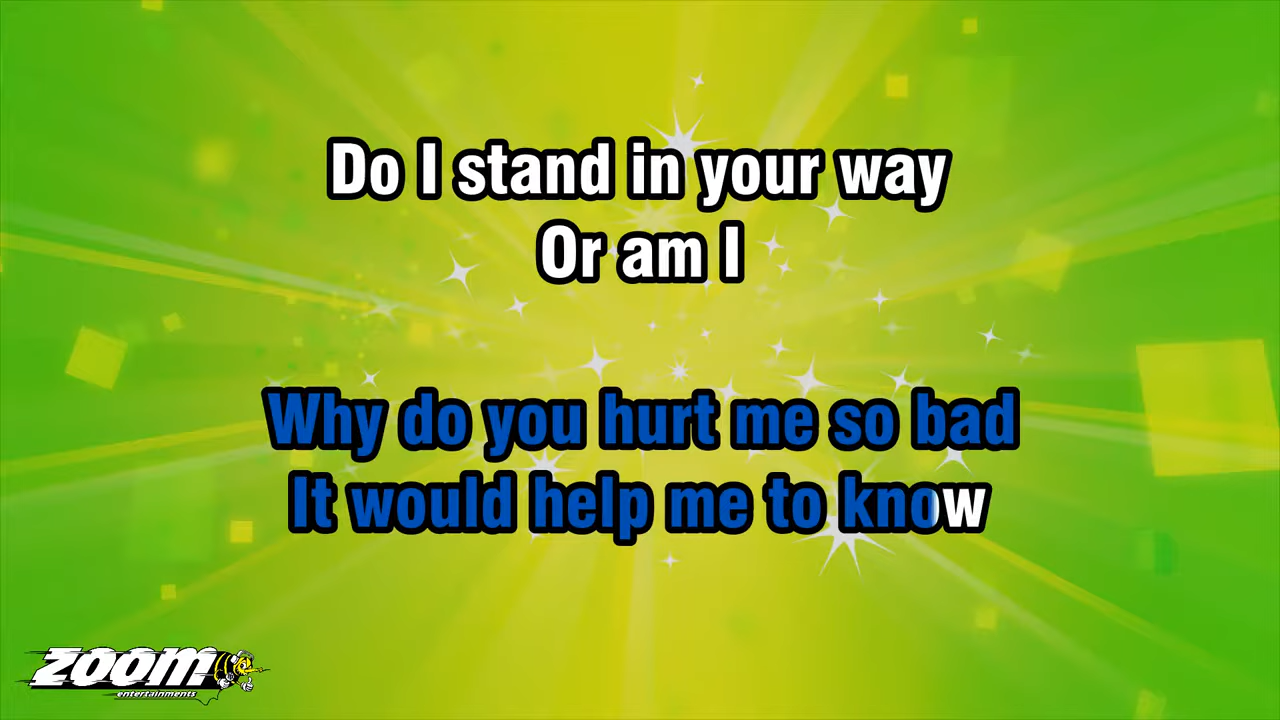 Do I stand in your way
Or am I
Why do you hurt me so bad
It would help me to know
ZOOM
entertainments